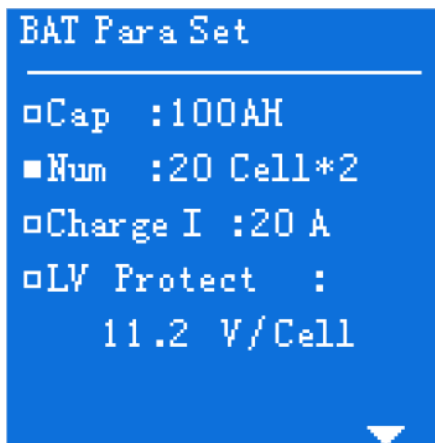 BAT Para Set
Cap :100AH
Num :20 Cell*2
Charge I :20 A
LV Protect :
11.2 V/Cell